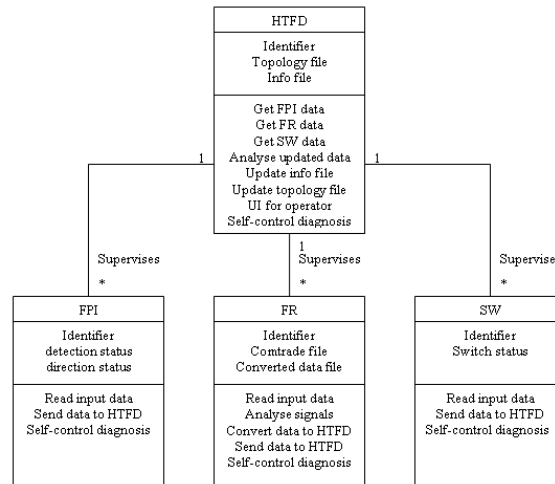 HTFD
Identifier
Topology file
Info file
Get FPI data
Get FR data
Get SW data
Analyse updated data
Update info file
Update topology file
UI for operator
Self-control diagnosis
1
1
1
Supervises
Supervises
Supervises
*
*
*
FPI
Identifier
detection status
direction status
Read input data
Send data to HTFD
Self-control diagnosis
FR
Identifier
Comtrade file
Converted data file
Read input data
Analyse signals
Convert data to HTFD
Send data to HTFD
Self-control diagnosis
SW
Identifier
Switch status
Read input data
Send data to HTFD
Self-control diagnosis